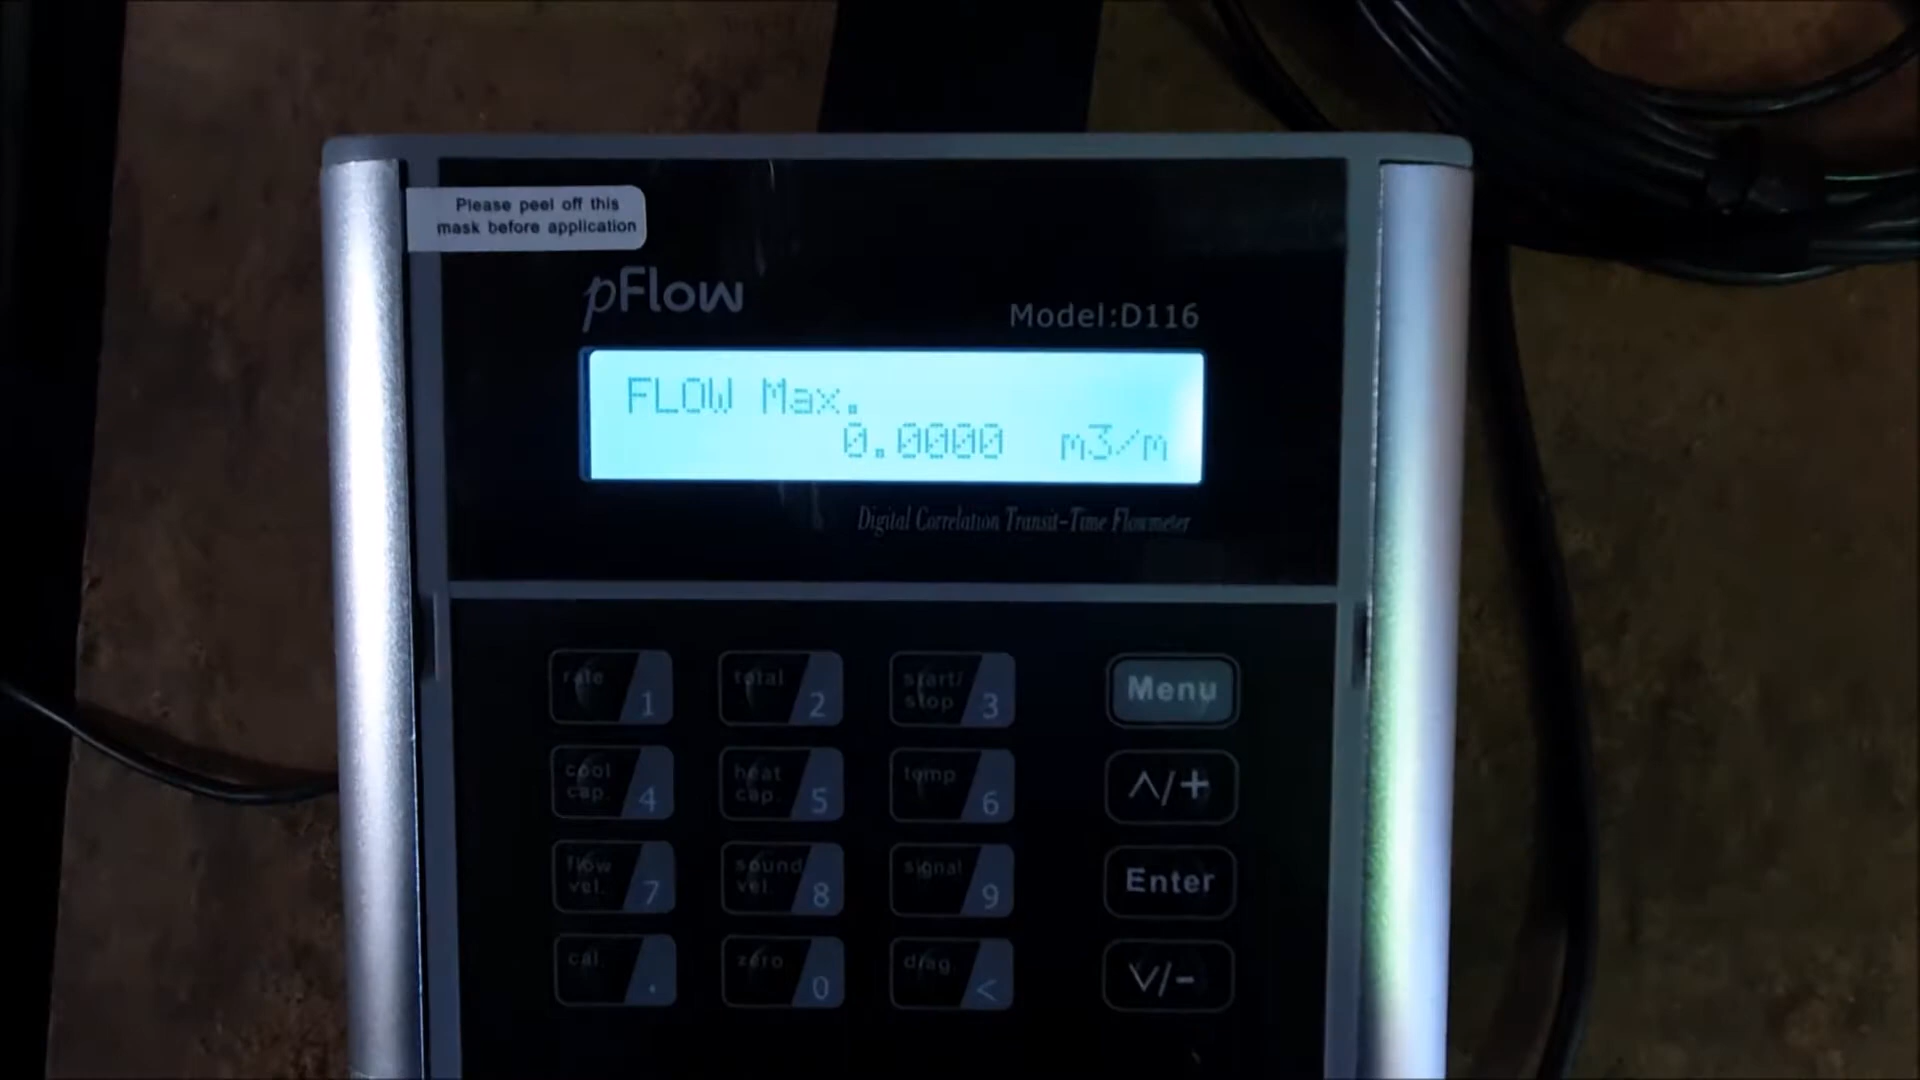 Please peel off this
mask before application
pFlow
Model:D116
FLOW Max.
0.0000 m3/m
Digital Correlation Transit-Time Flowmeter
rate 1
total 2
start/
stop 3
Menu
cool
cap. 4
heat
cap. 5
temp 6
∧/+
flow
vel. 7
sound
vel. 8
signal 9
Enter
cal. .
zero 0
diag. <
∨/-